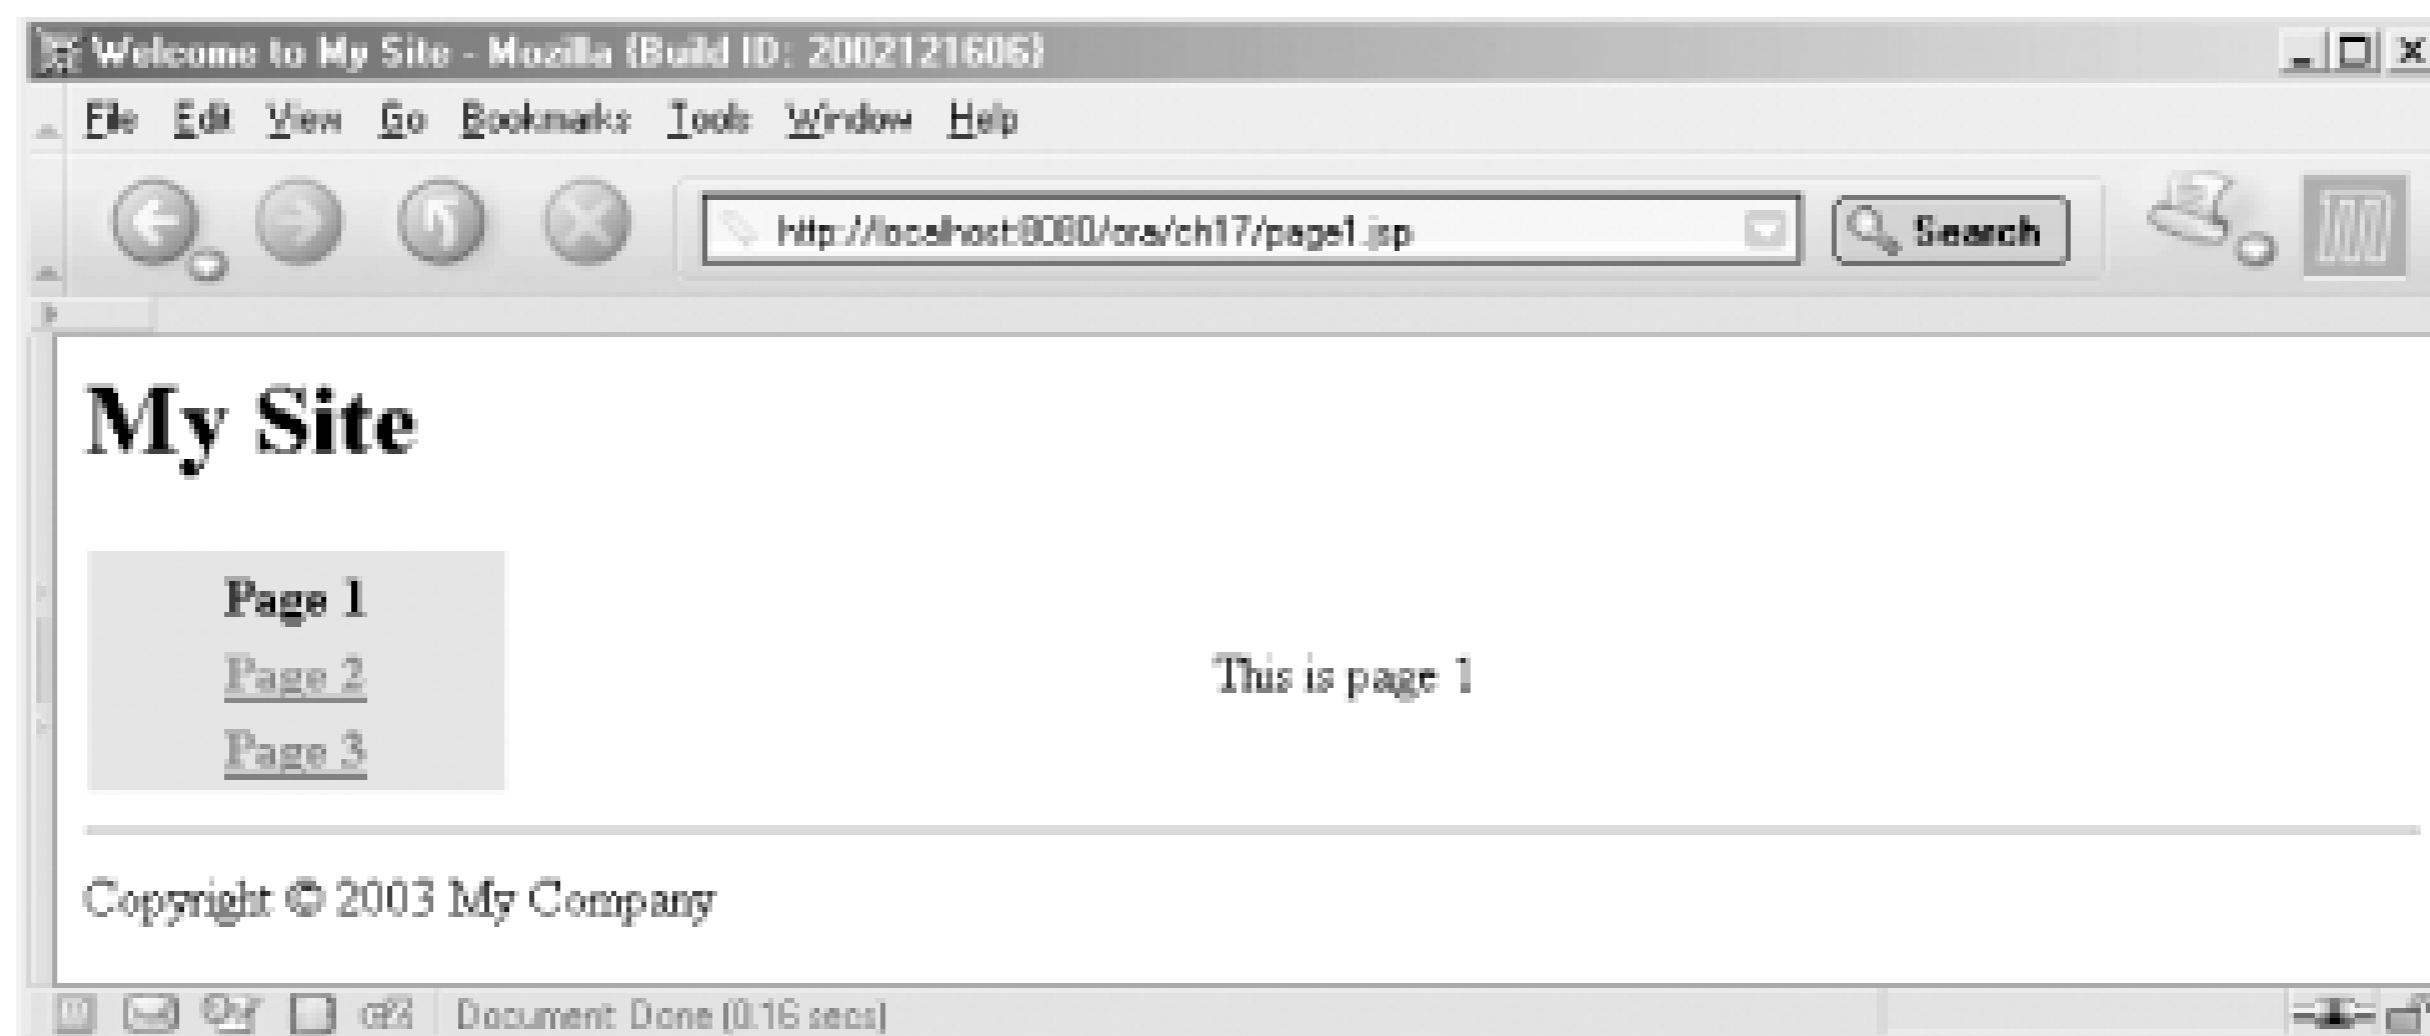 Welcome to My Site - Mozilla {Build ID: 2002121606}
File Edit View Go Bookmarks Tools Window Help
http://localhost:8080/ora/ch17/page1.jsp Search
My Site
Page 1
Page 2
This is page 1
Page 3
Copyright © 2003 My Company
Document: Done (0.16 secs)